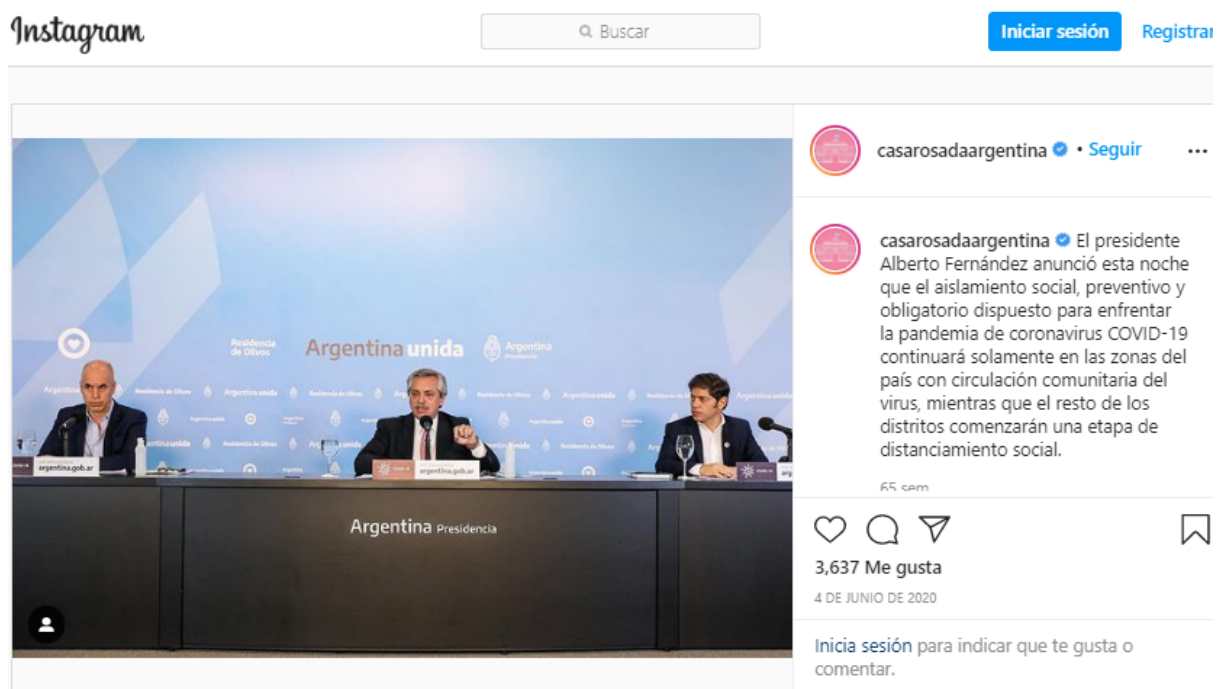 Instagram
Buscar
Iniciar sesión
Registrar
Residencia
de Olivos
Argentina unida
Argentina
Presidencia
argentina.gob.ar
argentina.gob.ar
Argentina Presidencia
casarosadaargentina • Seguir
casarosadaargentina El presidente
Alberto Fernández anunció esta noche
que el aislamiento social, preventivo y
obligatorio dispuesto para enfrentar
la pandemia de coronavirus COVID-19
continuará solamente en las zonas del
país con circulación comunitaria del
virus, mientras que el resto de los
distritos comenzarán una etapa de
distanciamiento social.
65 sem
3,637 Me gusta
4 DE JUNIO DE 2020
Inicia sesión para indicar que te gusta o
comentar.